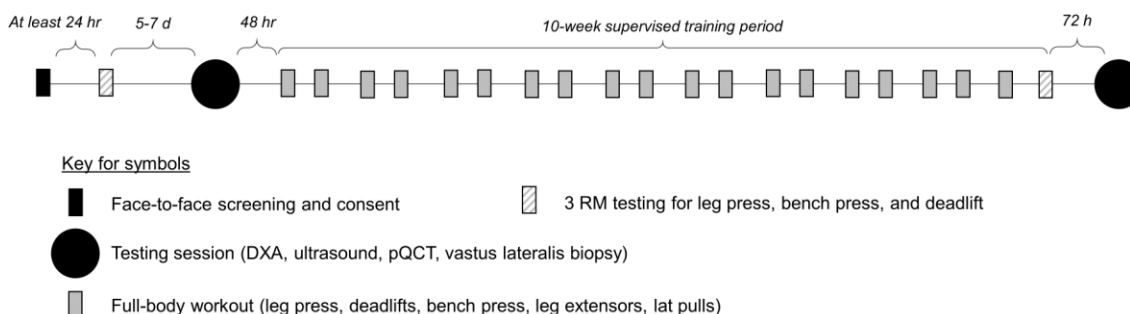 At least 24 hr
5-7 d
48 hr
10-week supervised training period
72 h
Key for symbols
Face-to-face screening and consent
3 RM testing for leg press, bench press, and deadlift
Testing session (DXA, ultrasound, pQCT, vastus lateralis biopsy)
Full-body workout (leg press, deadlifts, bench press, leg extensors, lat pulls)